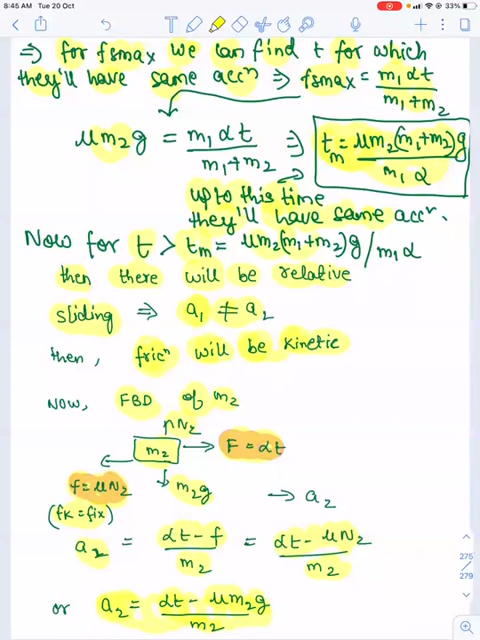 8:45 AM Tue 20 Oct
33%
⇒ for fsmax we can find t for which
they'll have same accⁿ ⇒ fsmax = m₁αt / m₁+m₂
μm₂g = m₁αt / m₁+m₂ ⇒ tₘ = μm₂(m₁+m₂)g / m₁α
upto this time
they'll have same accⁿ.
Now for t > tₘ = μm₂(m₁+m₂)g/m₁α
then there will be relative
sliding ⇒ a₁ ≠ a₂
then, fricⁿ will be kinetic
Now, FBD of m₂
N₂
m₂ → F = αt
f = μN₂
m₂g → a₂
(fk = fix)
a₂ = αt - f / m₂ = αt - μN₂ / m₂
or a₂ = αt - μm₂g / m₂
275/
279